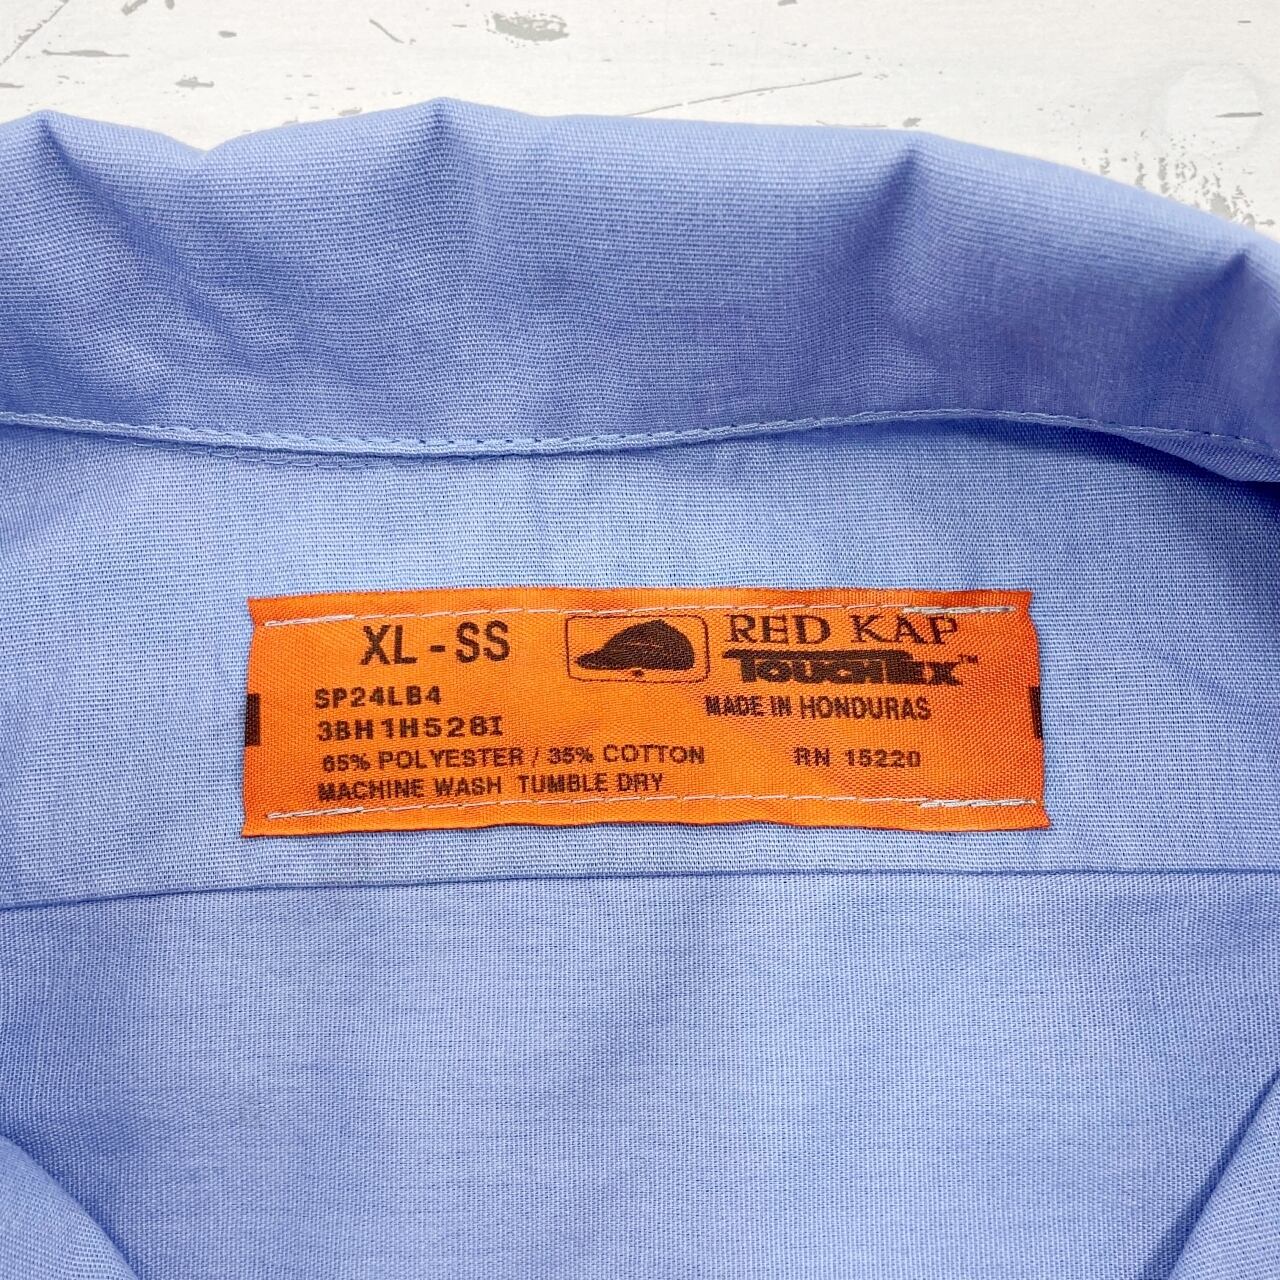 XL - SS
RED KAP
TOUCHTEX™
SP24LB4
MADE IN HONDURAS
3BH1H528I
65% POLYESTER / 35% COTTON
RN 15220
MACHINE WASH TUMBLE DRY